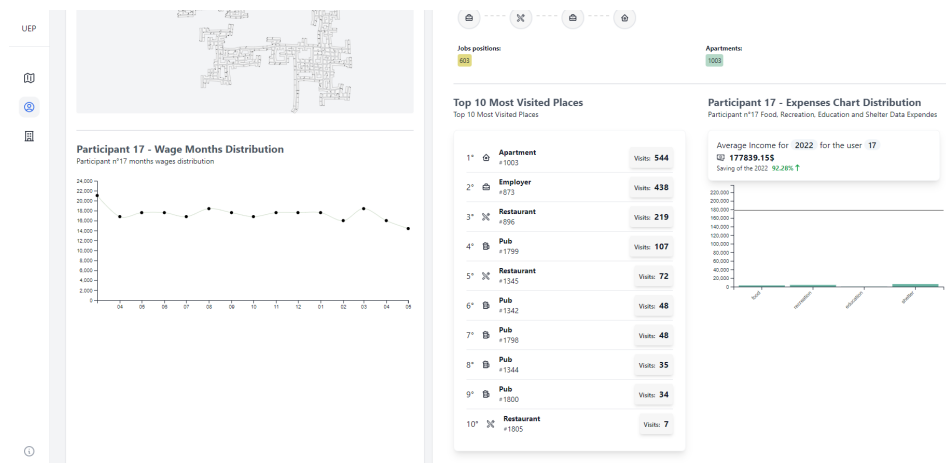 UEP
Jobs positions:
603
Apartments:
1003
Participant 17 - Wage Months Distribution
Participant n°17 months wages distribution
24,000
22,000
20,000
18,000
16,000
14,000
12,000
10,000
8,000
6,000
4,000
2,000
0
04 05 06 07 08 09 10 11 12 01 02 03 04 05
Top 10 Most Visited Places
Top 10 Most Visited Places
1° Apartment Visits: 544
#1003
2° Employer Visits: 438
#873
3° Restaurant Visits: 219
#896
4° Pub Visits: 107
#1799
5° Restaurant Visits: 72
#1345
6° Pub Visits: 48
#1342
7° Pub Visits: 48
#1798
8° Pub Visits: 35
#1344
9° Pub Visits: 34
#1800
10° Restaurant Visits: 7
#1805
Participant 17 - Expenses Chart Distribution
Participant n°17 Food, Recreation, Education and Shelter Data Expendes
Average Income for 2022 for the user 17
177839.15$
Saving of the 2022 92.28% ↑
220,000
200,000
180,000
160,000
140,000
120,000
100,000
80,000
60,000
40,000
20,000
0
food recreation education shelter